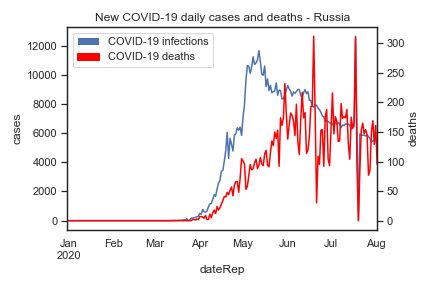 New COVID-19 daily cases and deaths - Russia
COVID-19 infections
COVID-19 deaths
cases
12000
10000
8000
6000
4000
2000
0
deaths
300
250
200
150
100
50
0
Jan Feb Mar Apr May Jun Jul Aug
2020
dateRep